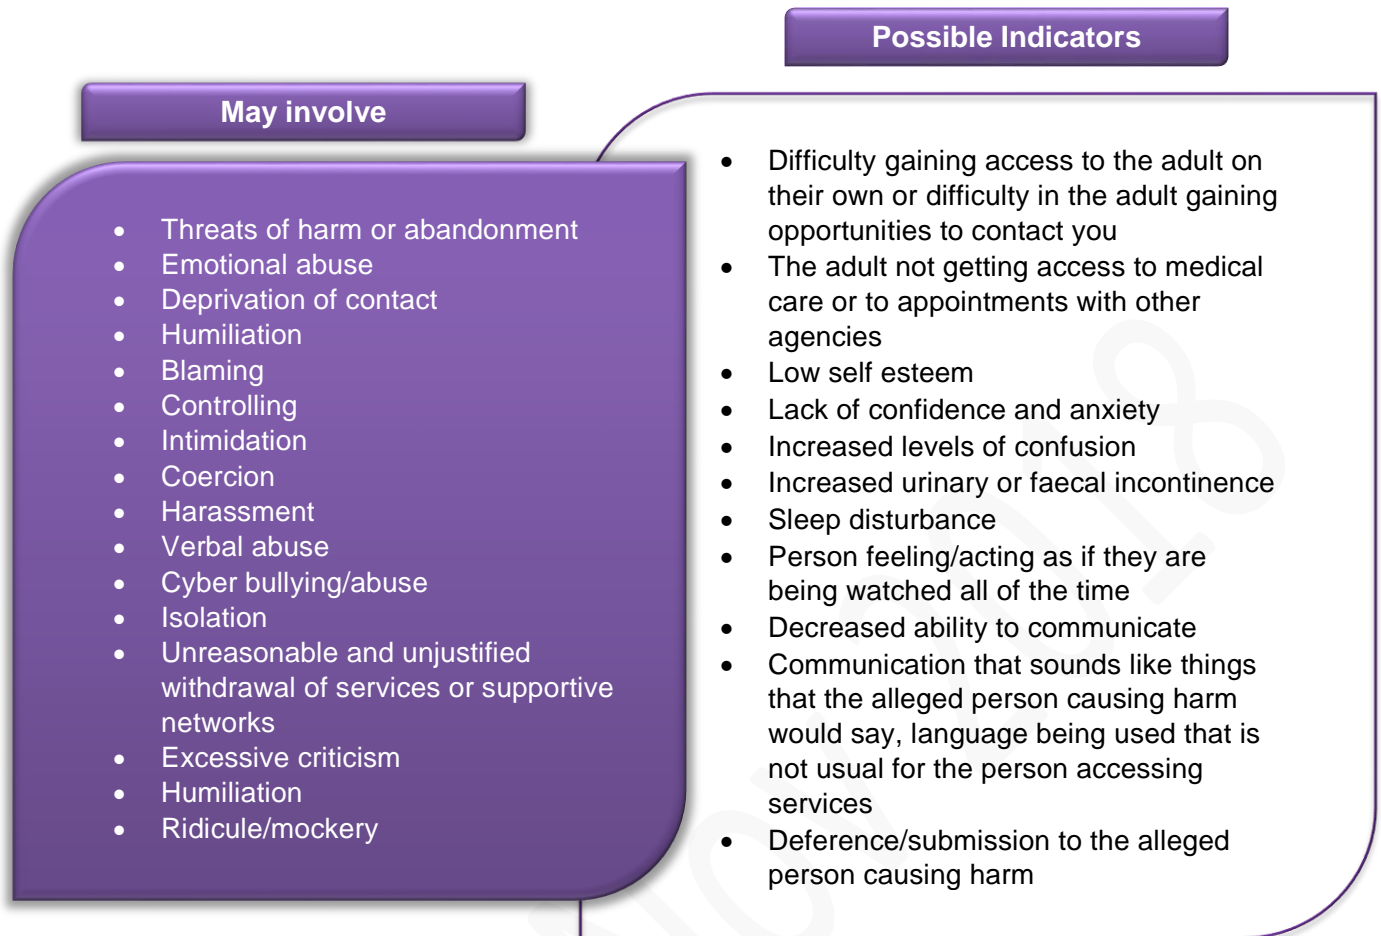 Possible Indicators
May involve
• Threats of harm or abandonment
• Emotional abuse
• Deprivation of contact
• Humiliation
• Blaming
• Controlling
• Intimidation
• Coercion
• Harassment
• Verbal abuse
• Cyber bullying/abuse
• Isolation
• Unreasonable and unjustified
withdrawal of services or supportive
networks
• Excessive criticism
• Humiliation
• Ridicule/mockery
• Difficulty gaining access to the adult on
their own or difficulty in the adult gaining
opportunities to contact you
• The adult not getting access to medical
care or to appointments with other
agencies
• Low self esteem
• Lack of confidence and anxiety
• Increased levels of confusion
• Increased urinary or faecal incontinence
• Sleep disturbance
• Person feeling/acting as if they are
being watched all of the time
• Decreased ability to communicate
• Communication that sounds like things
that the alleged person causing harm
would say, language being used that is
not usual for the person accessing
services
• Deference/submission to the alleged
person causing harm
Nov 2018